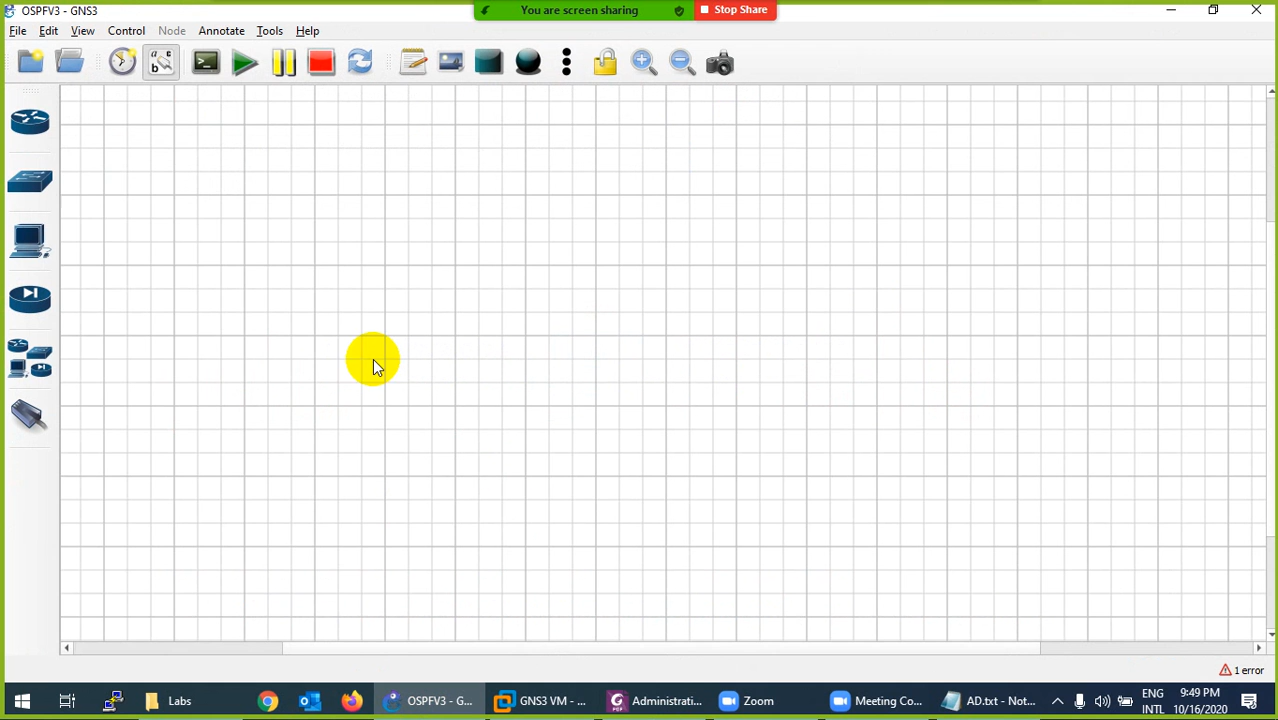 OSPFV3 - GNS3
You are screen sharing
Stop Share
File Edit View Control Node Annotate Tools Help
1 error
Labs
OSPFV3 - G...
GNS3 VM - ...
Administrati...
Zoom
Meeting Co...
AD.txt - Not...
ENG
INTL
9:49 PM
10/16/2020